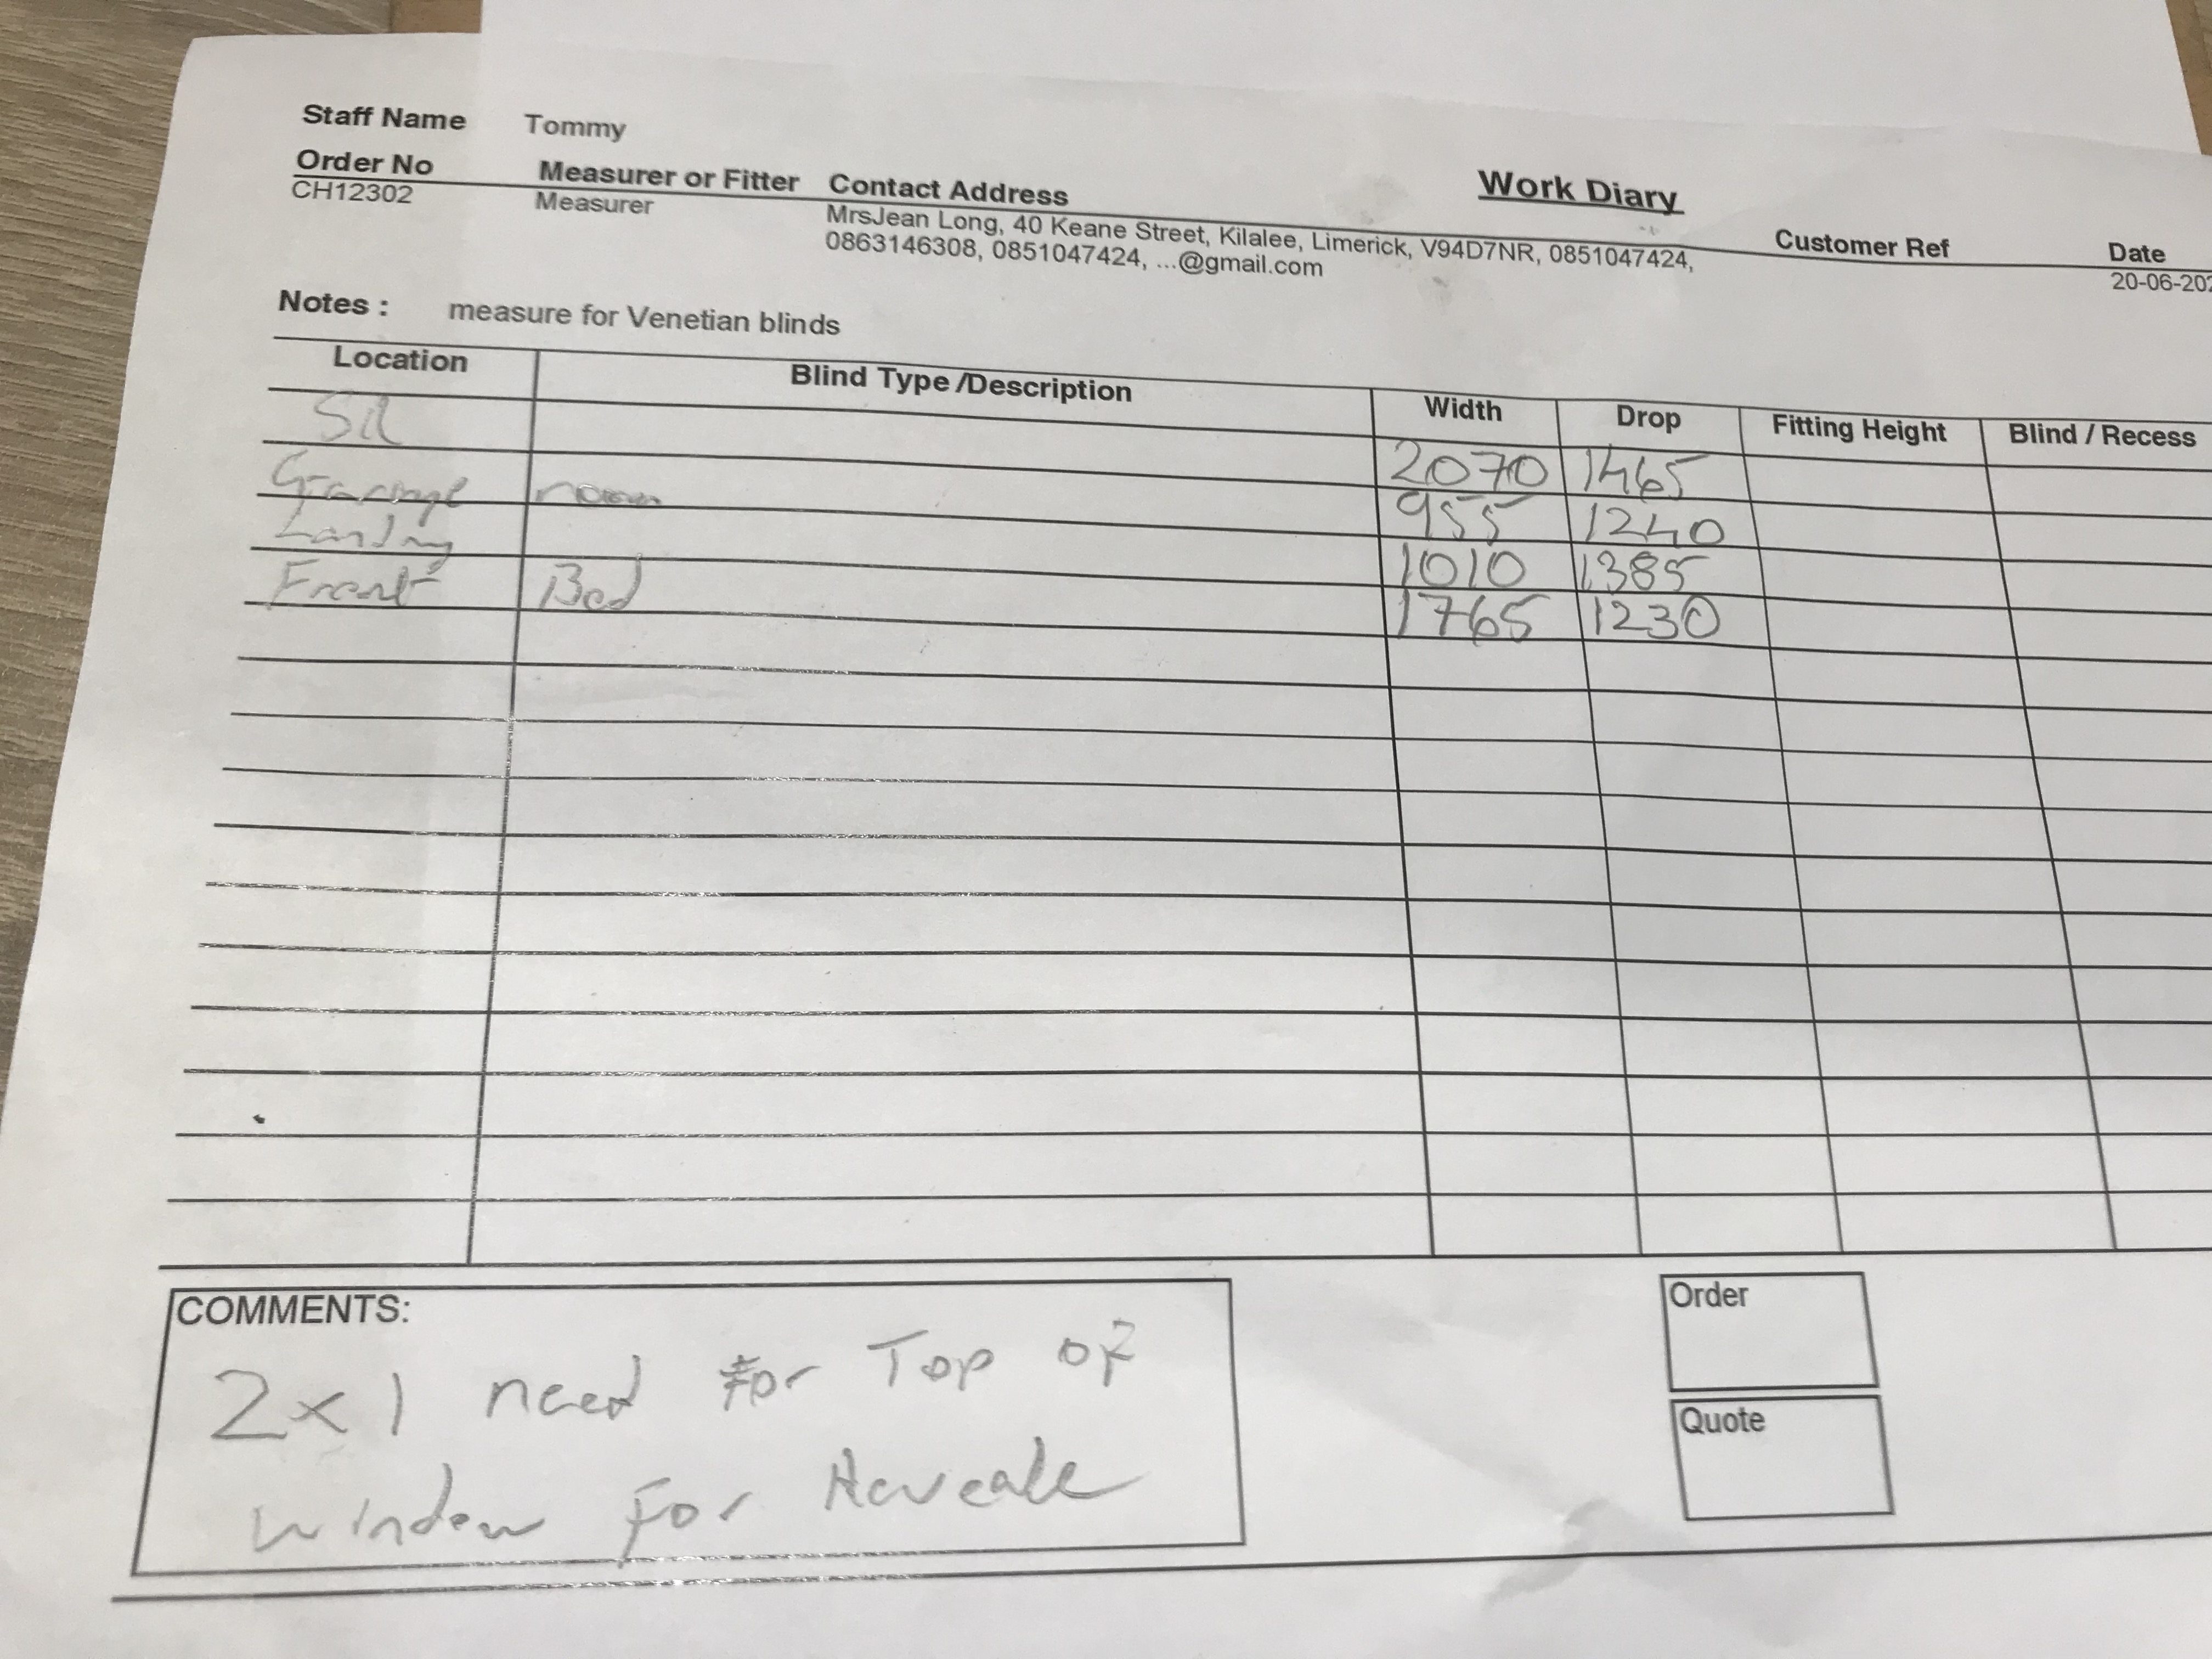 Staff Name Tommy
Work Diary
Order No Measurer or Fitter Contact Address Customer Ref Date
CH12302 Measurer MrsJean Long, 40 Keane Street, Kilalee, Limerick, V94D7NR, 0851047424, 20-06-202
0863146308, 0851047424, ...@gmail.com
Notes : measure for Venetian blinds
Location Blind Type /Description Width Drop Fitting Height Blind / Recess
2070 1465
Garage room 955 1240
Landing 1010 1385
Front Bed 1765 1230
COMMENTS:
2x1 need for Top of
window For
Order
Quote